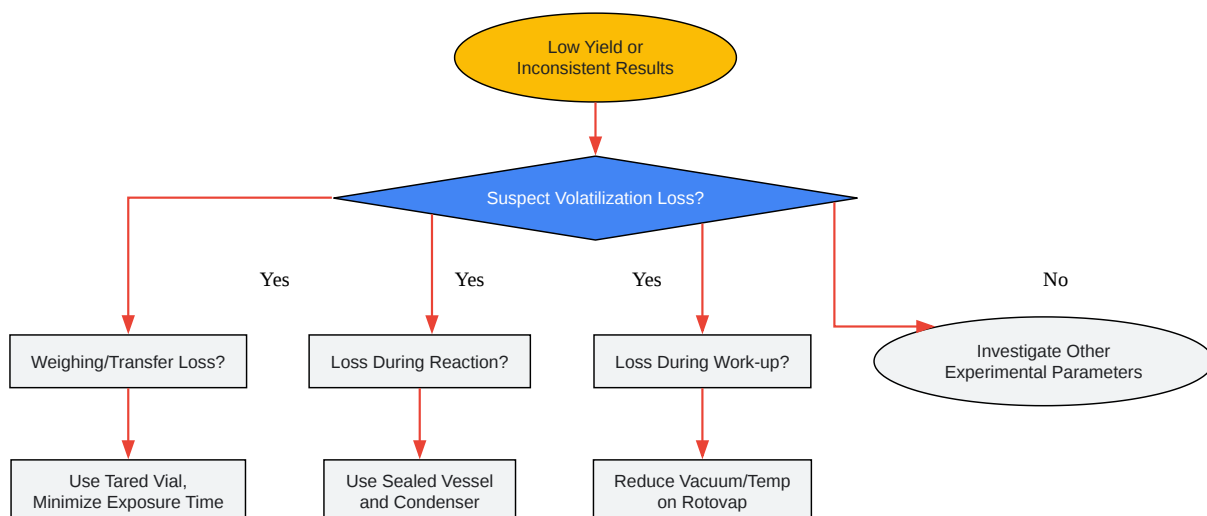 Low Yield or
Inconsistent Results
Suspect Volatilization Loss?
Yes
Yes
Yes
No
Weighing/Transfer Loss?
Loss During Reaction?
Loss During Work-up?
Investigate Other
Experimental Parameters
Use Tared Vial,
Minimize Exposure Time
Use Sealed Vessel
and Condenser
Reduce Vacuum/Temp
on Rotovap